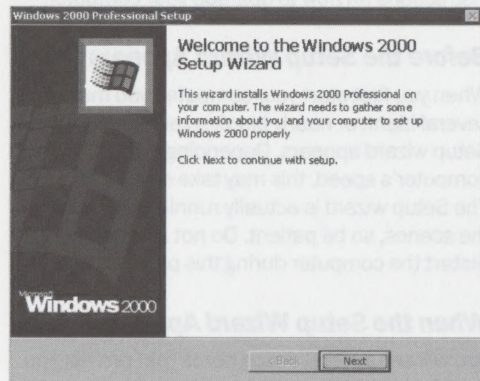 Windows 2000 Professional Setup
Welcome to the Windows 2000
Setup Wizard
This wizard installs Windows 2000 Professional on
your computer. The wizard needs to gather some
information about you and your computer to set up
Windows 2000 properly
Click Next to continue with setup.
Microsoft
Windows 2000
< Back
Next